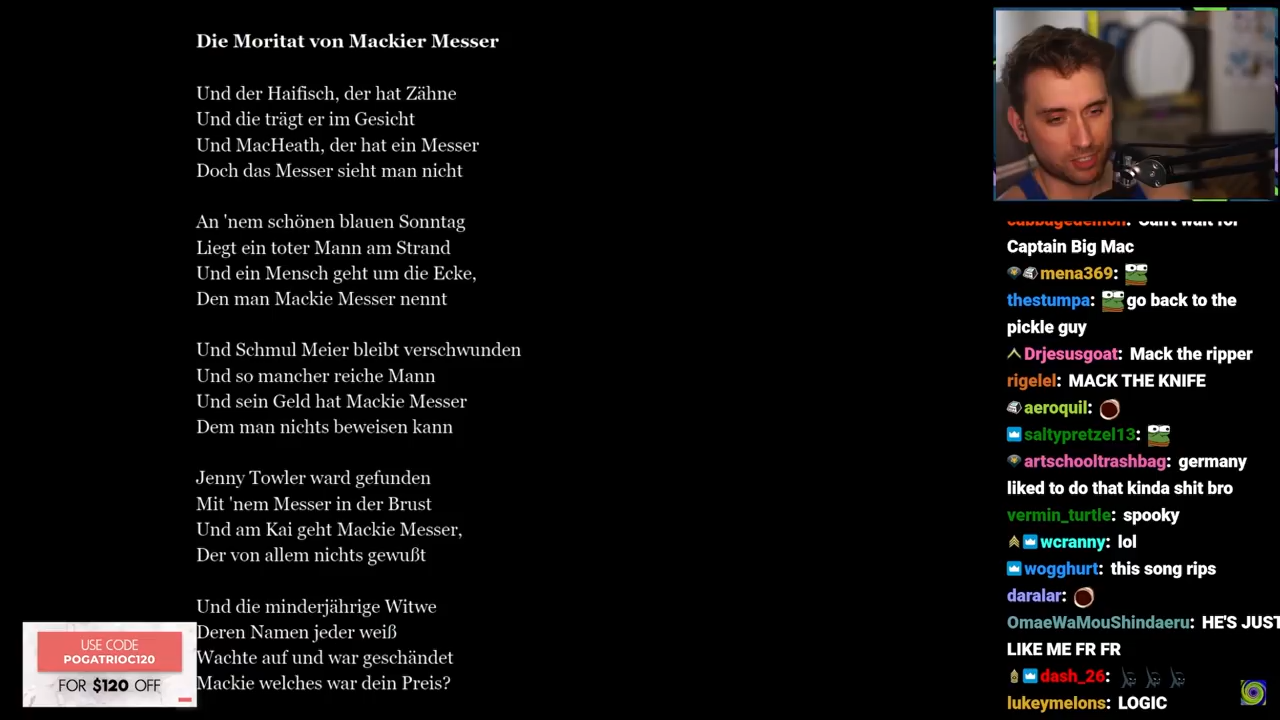 Die Moritat von Mackier Messer
Und der Haifisch, der hat Zähne
Und die trägt er im Gesicht
Und MacHeath, der hat ein Messer
Doch das Messer sieht man nicht
An 'nem schönen blauen Sonntag
Liegt ein toter Mann am Strand
Und ein Mensch geht um die Ecke,
Den man Mackie Messer nennt
Und Schmul Meier bleibt verschwunden
Und so mancher reiche Mann
Und sein Geld hat Mackie Messer
Dem man nichts beweisen kann
Jenny Towler ward gefunden
Mit 'nem Messer in der Brust
Und am Kai geht Mackie Messer,
Der von allem nichts gewußt
Und die minderjährige Witwe
Deren Namen jeder weiß
Wachte auf und war geschändet
Mackie welches war dein Preis?
USE CODE
POGATRIOC120
FOR $120 OFF
cabbagedemon: Can't wait for
Captain Big Mac
mena369:
thestumpa: go back to the
pickle guy
Drjesusgoat: Mack the ripper
rigelel: MACK THE KNIFE
aeroquil:
saltypretzel13:
artschooltrashbag: germany
liked to do that kinda shit bro
vermin_turtle: spooky
wcranny: lol
wogghurt: this song rips
daralar:
OmaeWaMouShindaeru: HE'S JUST
LIKE ME FR FR
dash_26:
lukeymelons: LOGIC